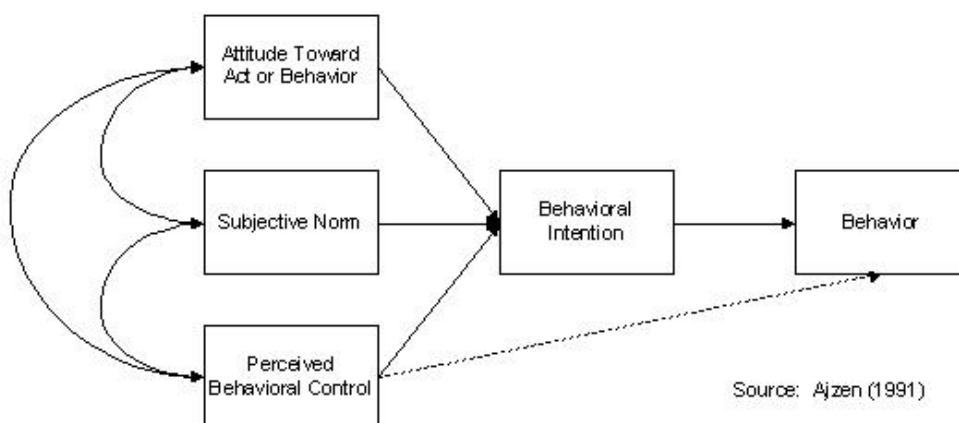 Attitude Toward
Act or Behavior
Subjective Norm
Behavioral
Intention
Behavior
Perceived
Behavioral Control
Source: Ajzen (1991)